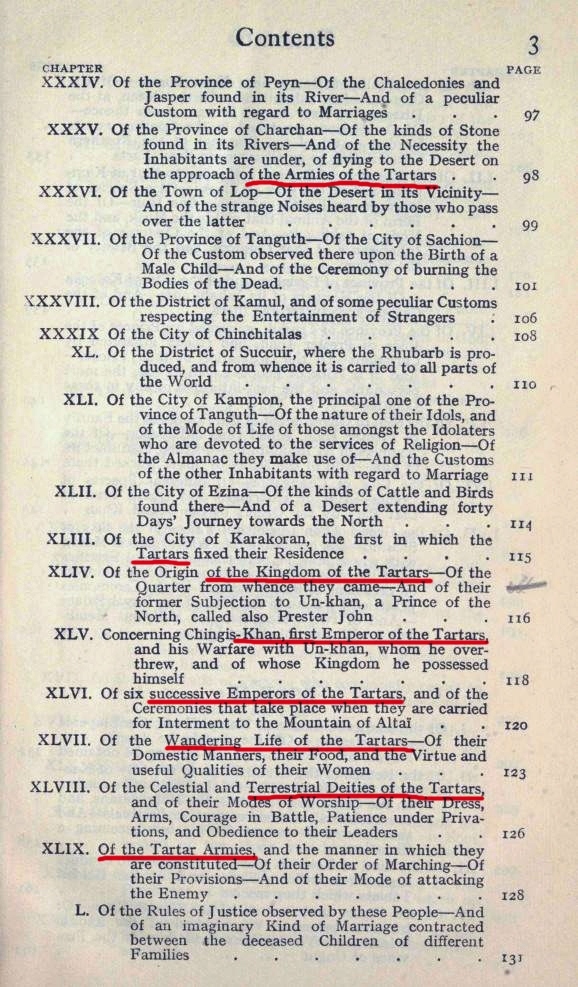 Contents 3
CHAPTER PAGE
XXXIV. Of the Province of Peyn—Of the Chalcedonies and
Jasper found in its River—And of a peculiar
Custom with regard to Marriages . . . 97
XXXV. Of the Province of Charchan—Of the kinds of Stone
found in its Rivers—And of the Necessity the
Inhabitants are under, of flying to the Desert on
the approach of the Armies of the Tartars . . 98
XXXVI. Of the Town of Lop—Of the Desert in its Vicinity—
And of the strange Noises heard by those who pass
over the latter . . . . . . 99
XXXVII. Of the Province of Tanguth—Of the City of Sachion—
Of the Custom observed there upon the Birth of a
Male Child—And of the Ceremony of burning the
Bodies of the Dead. . . . . . 101
XXXVIII. Of the District of Kamul, and of some peculiar Customs
respecting the Entertainment of Strangers . 106
XXXIX Of the City of Chinchitalas . . . . . 108
XL. Of the District of Succuir, where the Rhubarb is pro-
duced, and from whence it is carried to all parts of
the World . . . . . . . 110
XLI. Of the City of Kampion, the principal one of the Pro-
vince of Tanguth—Of the nature of their Idols, and
of the Mode of Life of those amongst the Idolaters
who are devoted to the services of Religion—Of
the Almanac they make use of—And the Customs
of the other Inhabitants with regard to Marriage 111
XLII. Of the City of Ezina—Of the kinds of Cattle and Birds
found there—And of a Desert extending forty
Days' Journey towards the North . . . 114
XLIII. Of the City of Karakoran, the first in which the
Tartars fixed their Residence . . . . 115
XLIV. Of the Origin of the Kingdom of the Tartars—Of the
Quarter from whence they came—And of their
former Subjection to Un-khan, a Prince of the
North, called also Prester John . . . 116
XLV. Concerning Chingis-Khan, first Emperor of the Tartars,
and his Warfare with Un-khan, whom he over-
threw, and of whose Kingdom he possessed
himself . . . . . . . 118
XLVI. Of six successive Emperors of the Tartars, and of the
Ceremonies that take place when they are carried
for Interment to the Mountain of Altaï . . 120
XLVII. Of the Wandering Life of the Tartars—Of their
Domestic Manners, their Food, and the Virtue and
useful Qualities of their Women . . . 123
XLVIII. Of the Celestial and Terrestrial Deities of the Tartars,
and of their Modes of Worship—Of their Dress,
Arms, Courage in Battle, Patience under Priva-
tions, and Obedience to their Leaders . . 126
XLIX. Of the Tartar Armies, and the manner in which they
are constituted—Of their Order of Marching—Of
their Provisions—And of their Mode of attacking
the Enemy . . . . . . . 128
L. Of the Rules of Justice observed by these People—And
of an imaginary Kind of Marriage contracted
between the deceased Children of different
Families . . . . . . . 131